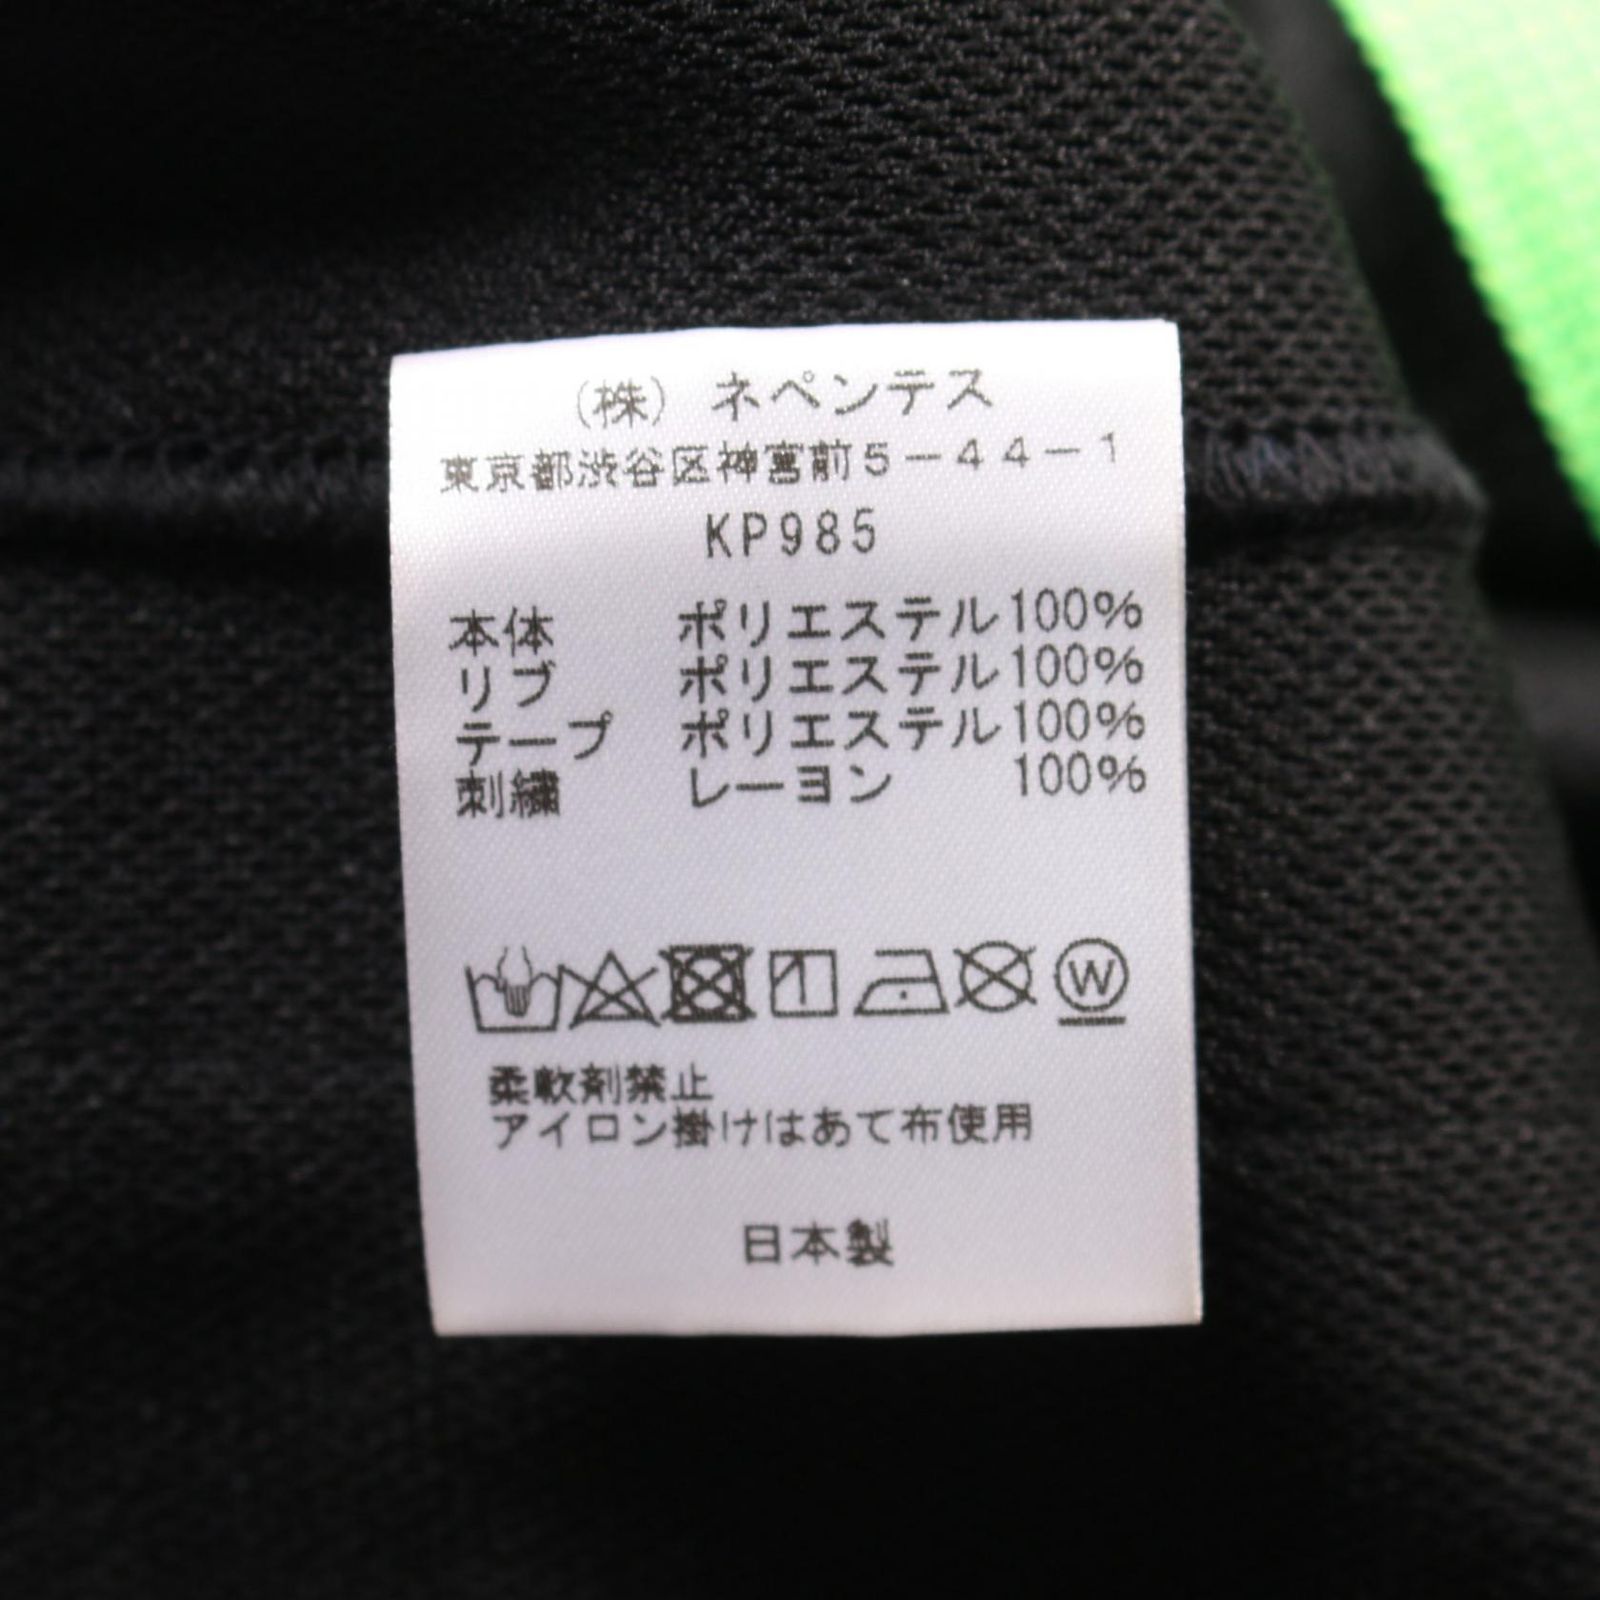 (株) ネペンテス
東京都渋谷区神宮前5-44-1
KP985
本体 ポリエステル100%
リブ ポリエステル100%
テープ ポリエステル100%
刺繍 レーヨン 100%
W
柔軟剤禁止
アイロン掛けはあて布使用
日本製